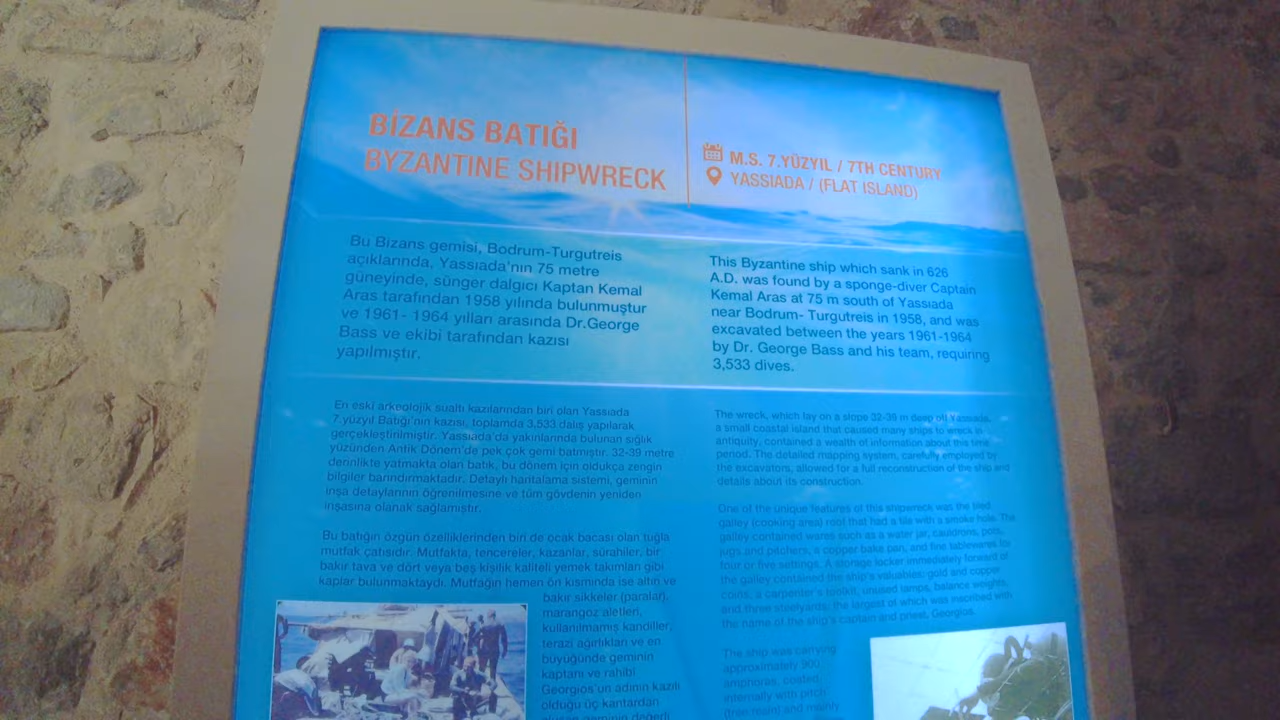 BİZANS BATIĞI
BYZANTINE SHIPWRECK
M.S. 7.YÜZYIL / 7TH CENTURY
YASSIADA / (FLAT ISLAND)
Bu Bizans gemisi, Bodrum-Turgutreis
açıklarında, Yassıada'nın 75 metre
güneyinde, sünger dalgıcı Kaptan Kemal
Aras tarafından 1958 yılında bulunmuştur
ve 1961- 1964 yılları arasında Dr.George
Bass ve ekibi tarafından kazısı
yapılmıştır.
This Byzantine ship which sank in 626
A.D. was found by a sponge-diver Captain
Kemal Aras at 75 m south of Yassıada
near Bodrum- Turgutreis in 1958, and was
excavated between the years 1961-1964
by Dr. George Bass and his team, requiring
3,533 dives.
En eski arkeolojik sualtı kazılarından biri olan Yassıada
7.yüzyıl Batığı'nın kazısı, toplamda 3.533 dalış yapılarak
gerçekleştirilmiştir. Yassıada'da yakınlarında bulunan sığlık
yüzünden Antik Dönem'de pek çok gemi batmıştır. 32-39 metre
derinlikte yatmakta olan batık, bu dönem için oldukça zengin
bilgiler barındırmaktadır. Detaylı haritalama sistemi, geminin
inşa detaylarının öğrenilmesine ve tüm gövdenin yeniden
inşasına olanak sağlamıştır.
Bu batığın özgün özelliklerinden biri de ocak bacası olan tuğla
mutfak çatısıdır. Mutfakta, tencereler, kazanlar, sürahiler, bir
bakır tava ve dört veya beş kişilik kaliteli yemek takımları gibi
kaplar bulunmaktaydı. Mutfağın hemen ön kısmında ise altın ve
bakır sikkeler (paralar),
marangoz aletleri,
kullanılmamış kandiller,
terazi ağırlıkları ve en
büyüğünde geminin
kaptanı ve rahibi
Georgios'un adının kazılı
olduğu üç kantardan
oluşan geminin değerli
The wreck, which lay on a slope 32-39 m deep off Yassıada,
a small coastal island that caused many ships to wreck in
antiquity, contained a wealth of information about this time
period. The detailed mapping system, carefully employed by
the excavators, allowed for a full reconstruction of the ship and
details about its construction.
One of the unique features of this shipwreck was the tiled
galley (cooking area) roof that had a tile with a smoke hole. The
galley contained wares such as a water jar, cauldrons, pots,
jugs and pitchers, a copper bake pan, and fine tablewares for
four or five settings. A storage locker immediately forward of
the galley contained the ship's valuables: gold and copper
coins, a carpenter's toolkit, unused lamps, balance weights,
and three steelyards, the largest of which was inscribed with
the name of the ship's captain and priest, Georgios.
The ship was carrying
approximately 900
amphoras, coated
internally with pitch
(tree resin) and mainly